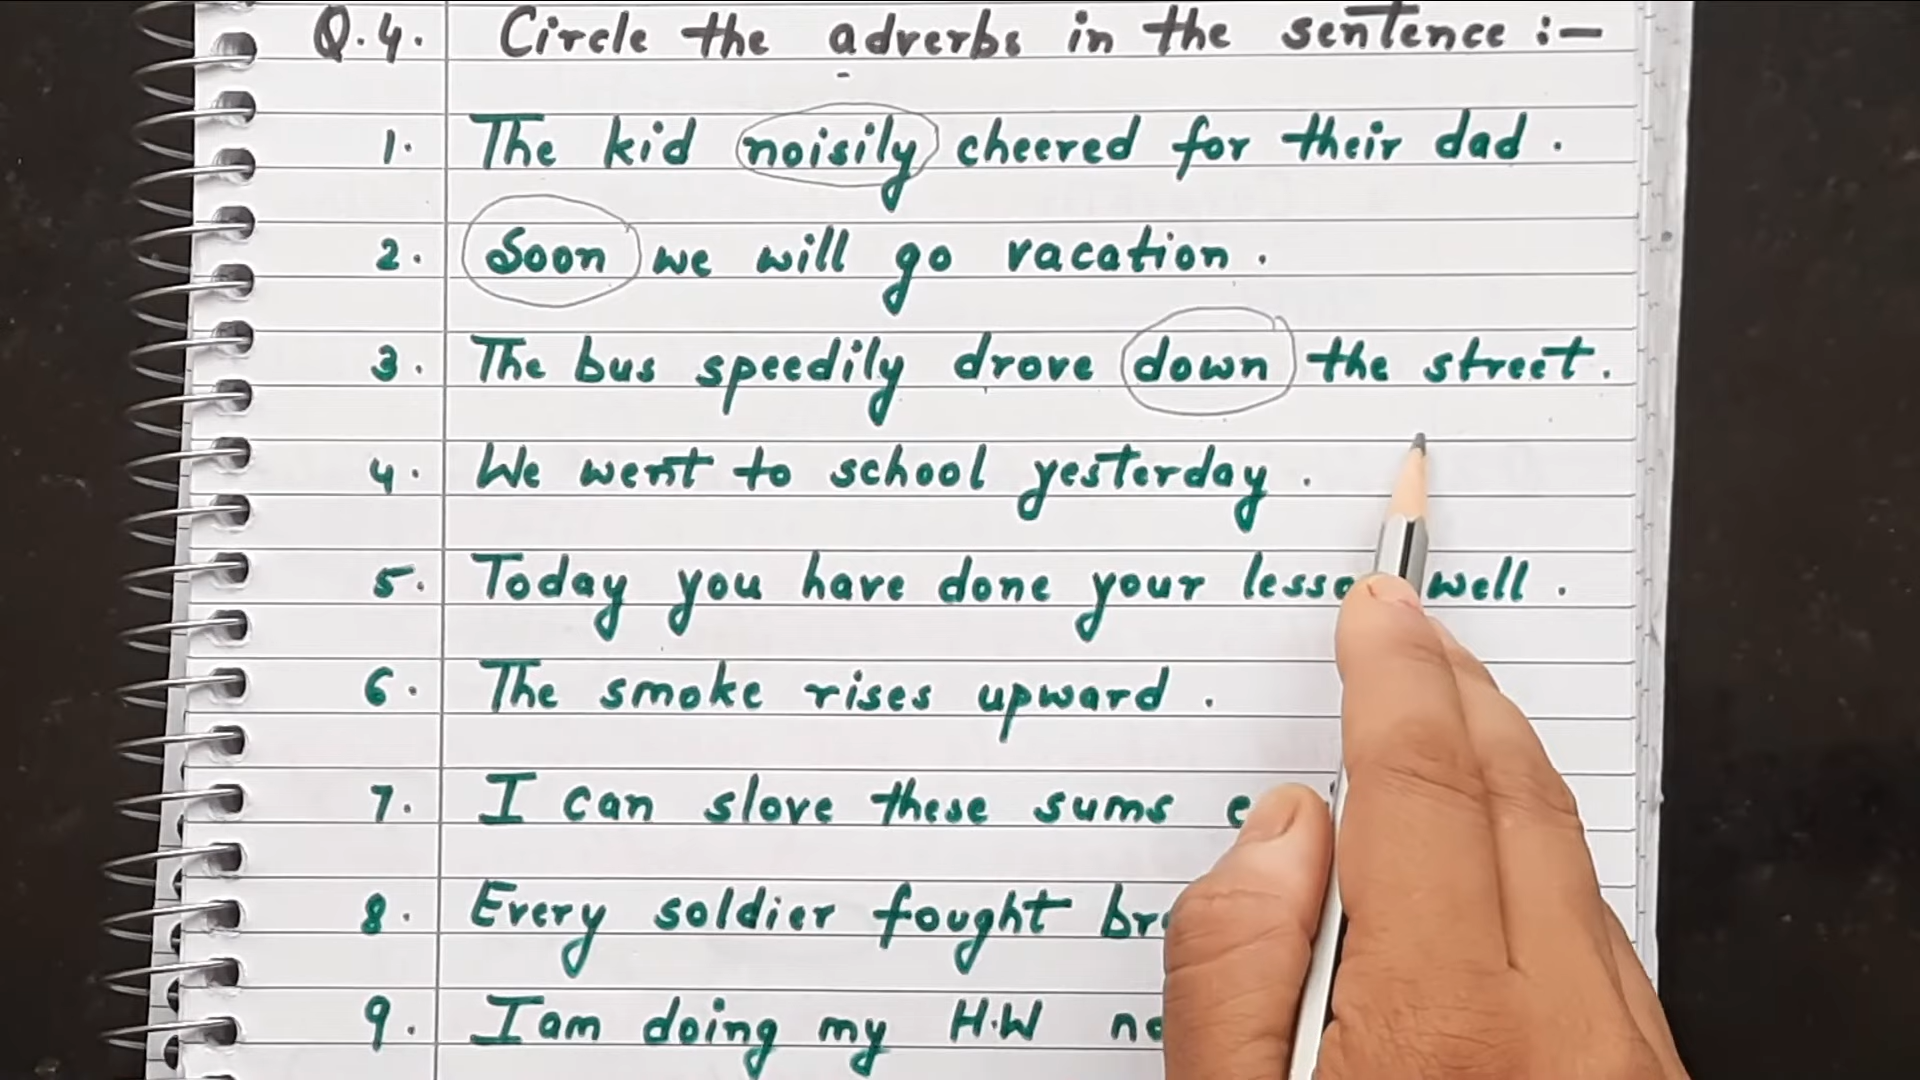 Q.4. Circle the adverbs in the sentence :-
1. The kid noisily cheered for their dad .
2. Soon we will go vacation .
3. The bus speedily drove down the street .
4. We went to school yesterday .
5. Today you have done your well .
6. The smoke rises upward .
7. I can slove these sums
8. Every soldier fought
9. I am doing my H.W